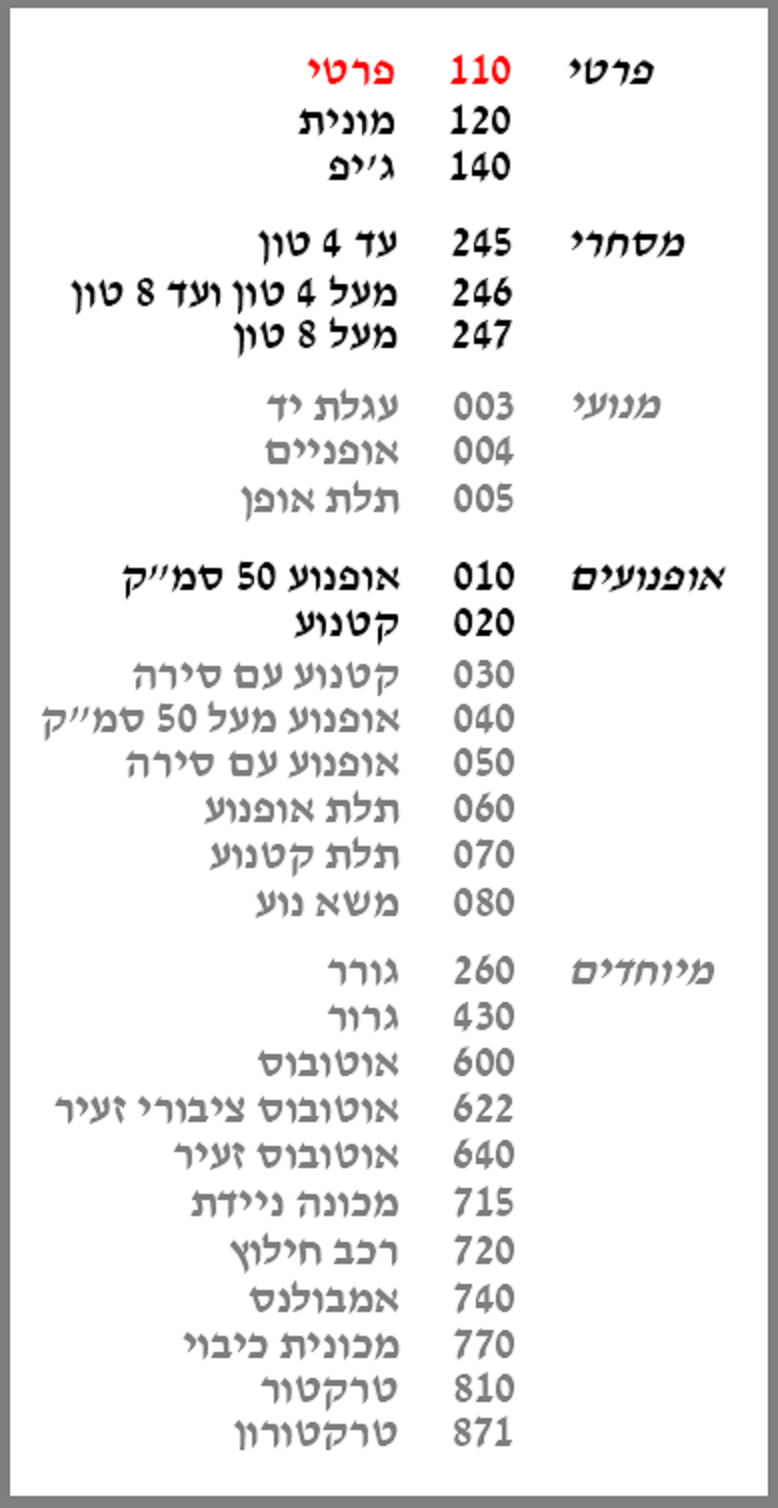 פרטי 110 פרטי
120 מונית
140 ג׳יפ
מסחרי 245 עד 4 טון
246 מעל 4 טון ועד 8 טון
247 מעל 8 טון
מנועי 003 עגלת יד
004 אופניים
005 תלת אופן
אופנועים 010 אופנוע 50 סמ״ק
020 קטנוע
030 קטנוע עם סירה
040 אופנוע מעל 50 סמ״ק
050 אופנוע עם סירה
060 תלת אופנוע
070 תלת קטנוע
080 משא נוע
מיוחדים 260 גורר
430 גרור
600 אוטובוס
622 אוטובוס ציבורי זעיר
640 אוטובוס זעיר
715 מכונה ניידת
720 רכב חילוץ
740 אמבולנס
770 מכונית כיבוי
810 טרקטור
871 טרקטורון